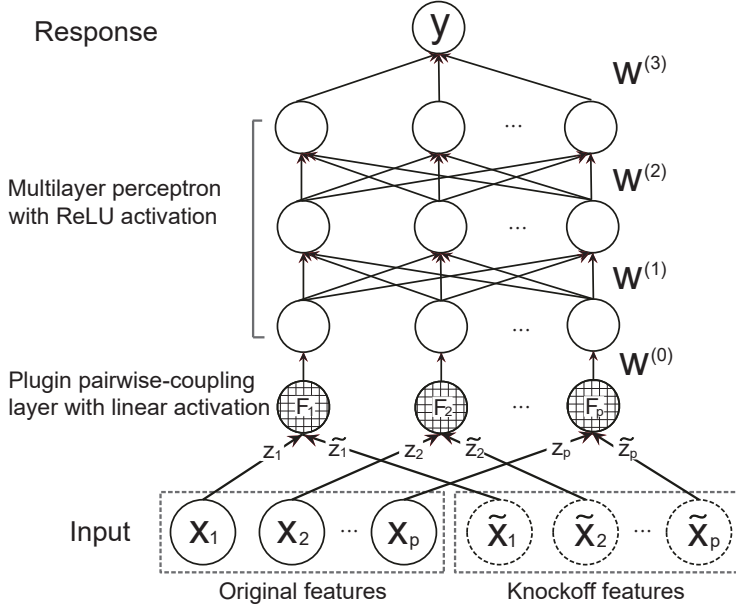 Response
y
W(3)
...
W(2)
Multilayer perceptron
with ReLU activation
...
W(1)
...
W(0)
Plugin pairwise-coupling
layer with linear activation
F1 F2 ... Fp
z1 z̃1 z2 z̃2 zp z̃p
Input
x1 x2 ... xp x̃1 x̃2 ... x̃p
Original features Knockoff features